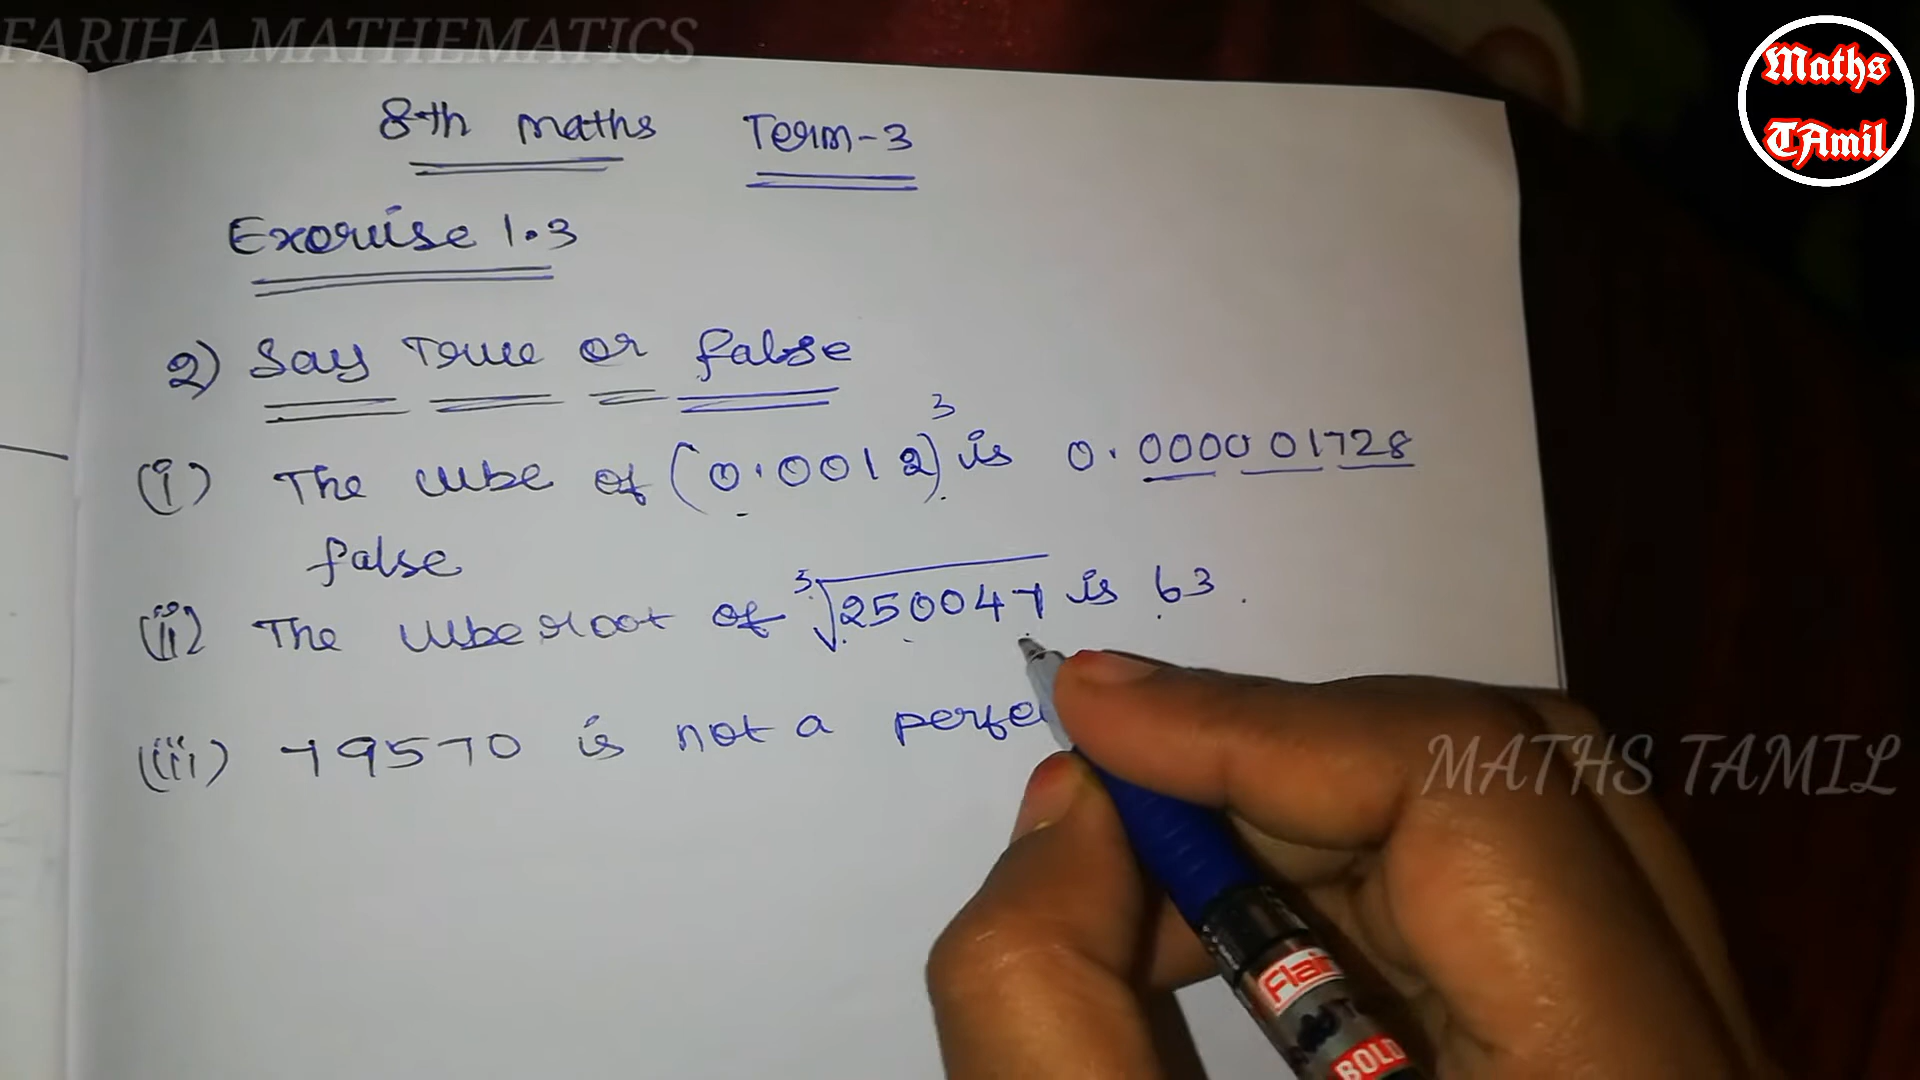 FARIHA MATHEMATICS
Maths
TAmil
8th maths Term-3
Exercise 1.3
2) Say True or false
(i) The cube of (0.0012)³ is 0.000001728
false
(ii) The cube root of ³√250047 is 63.
(iii) 79570 is not a perfe
MATHS TAMIL
Flair
BOLD